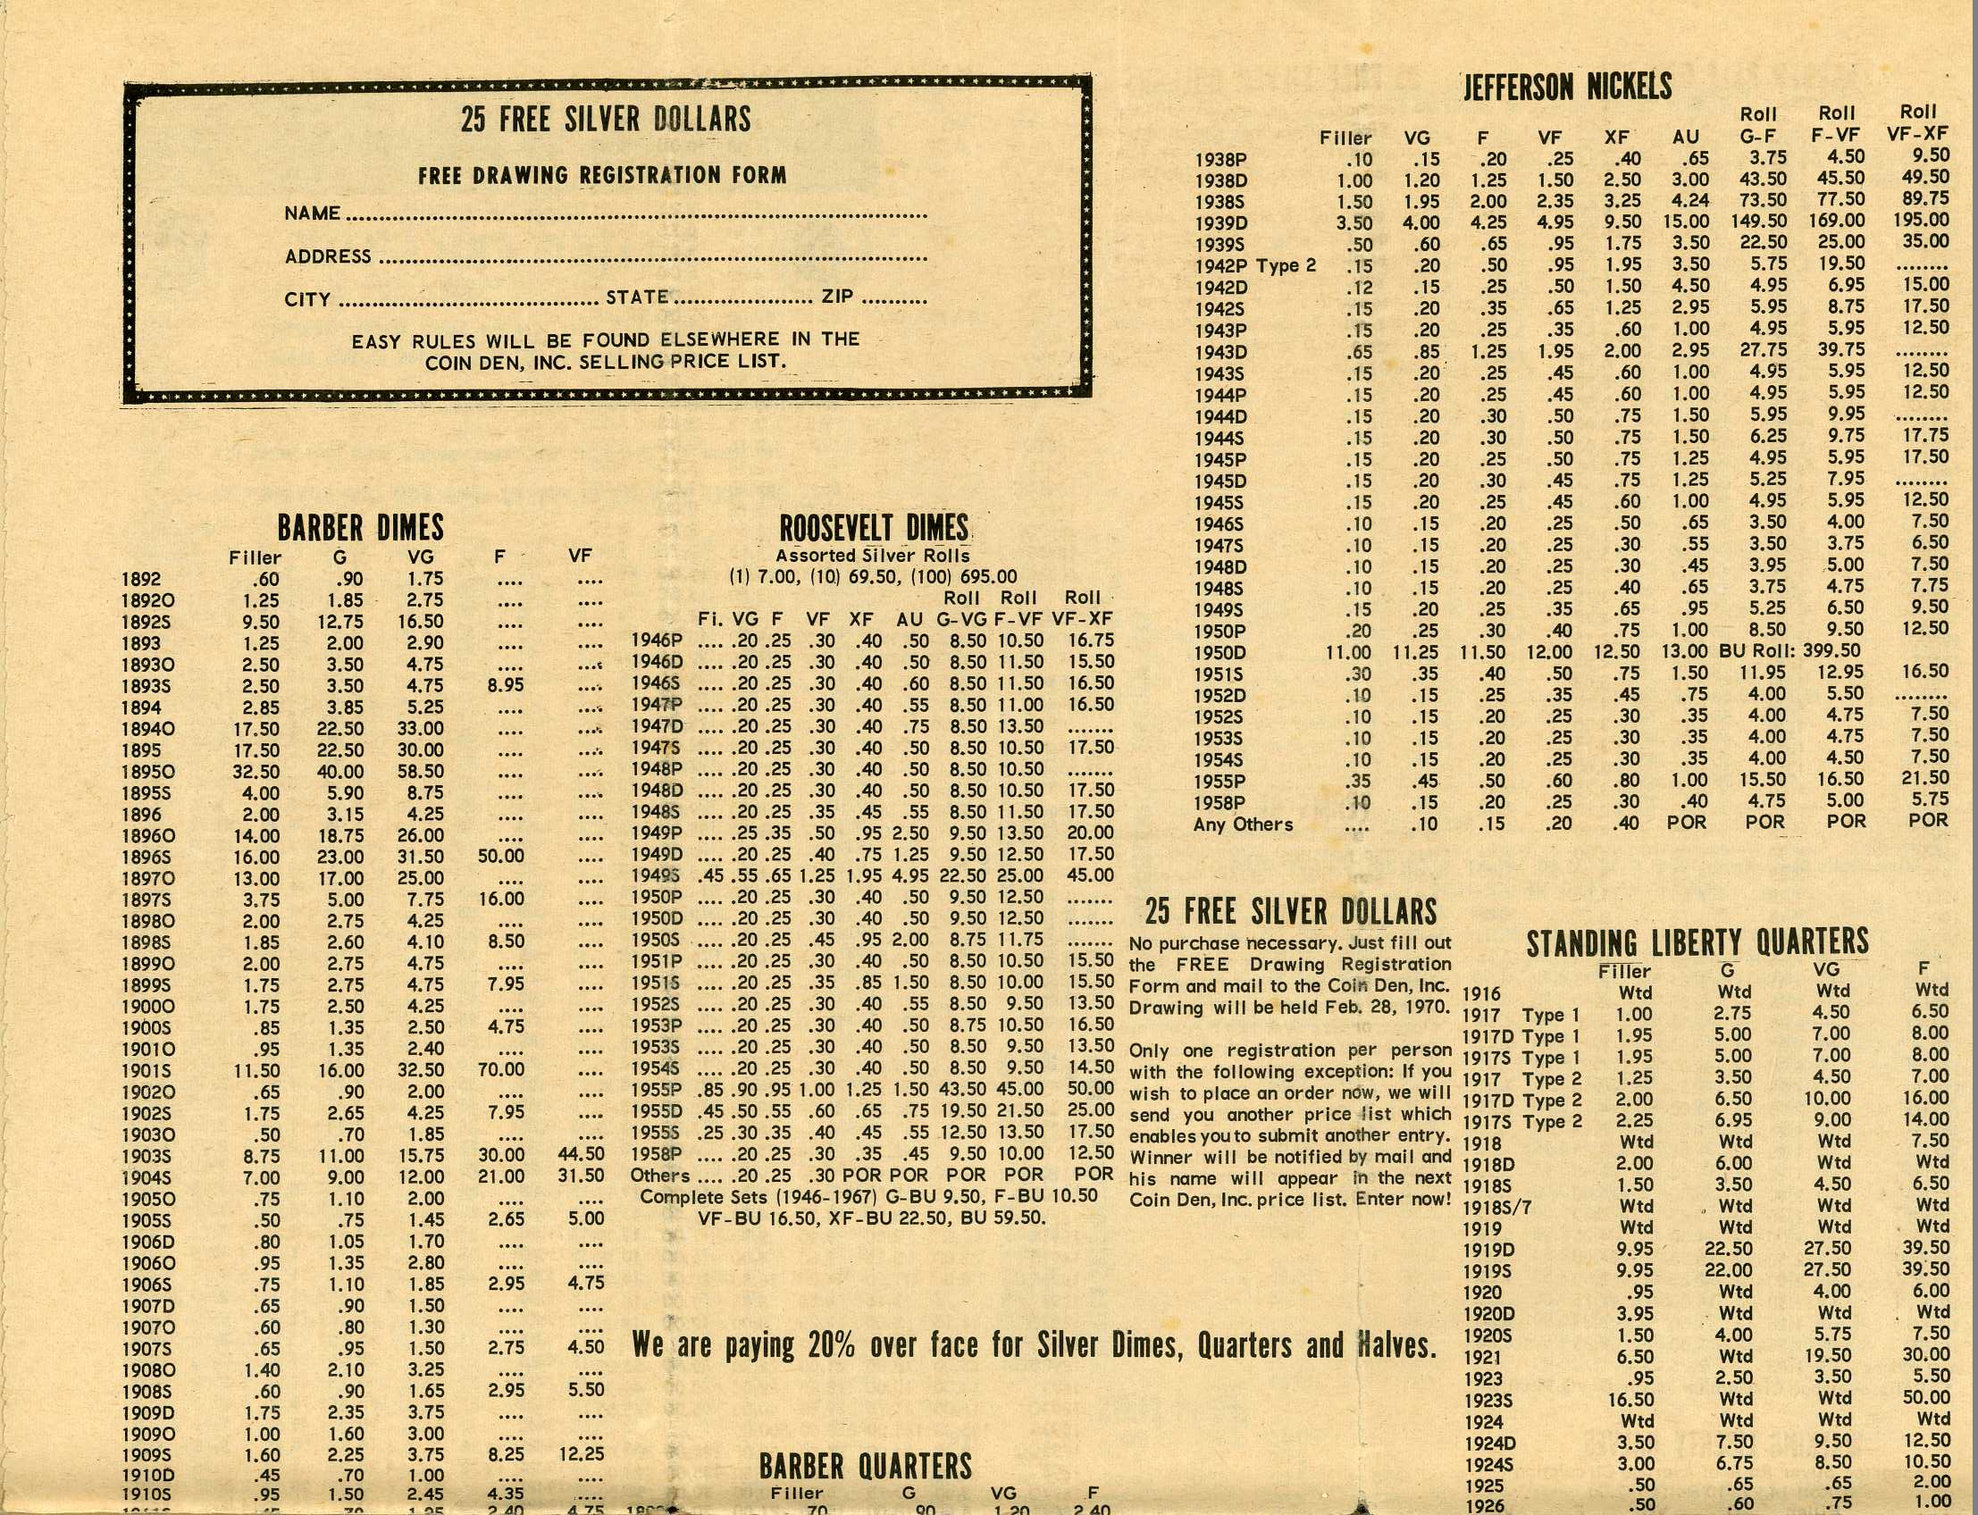 25 FREE SILVER DOLLARS
FREE DRAWING REGISTRATION FORM
NAME
ADDRESS
CITY STATE ZIP
EASY RULES WILL BE FOUND ELSEWHERE IN THE
COIN DEN, INC. SELLING PRICE LIST.
BARBER DIMES
Filler G VG F VF
1892 .60 .90 1.75 .... ....
1892O 1.25 1.85 2.75 .... ....
1892S 9.50 12.75 16.50 .... ....
1893 1.25 2.00 2.90 .... ....
1893O 2.50 3.50 4.75 .... ....
1893S 2.50 3.50 4.75 8.95 ....
1894 2.85 3.85 5.25 .... ....
1894O 17.50 22.50 33.00 .... ....
1895 17.50 22.50 30.00 .... ....
1895O 32.50 40.00 58.50 .... ....
1895S 4.00 5.90 8.75 .... ....
1896 2.00 3.15 4.25 .... ....
1896O 14.00 18.75 26.00 .... ....
1896S 16.00 23.00 31.50 50.00 ....
1897O 13.00 17.00 25.00 .... ....
1897S 3.75 5.00 7.75 16.00 ....
1898O 2.00 2.75 4.25 .... ....
1898S 1.85 2.60 4.10 8.50 ....
1899O 2.00 2.75 4.75 .... ....
1899S 1.75 2.75 4.75 7.95 ....
1900O 1.75 2.50 4.25 .... ....
1900S .85 1.35 2.50 4.75 ....
1901O .95 1.35 2.40 .... ....
1901S 11.50 16.00 32.50 70.00 ....
1902O .65 .90 2.00 .... ....
1902S 1.75 2.65 4.25 7.95 ....
1903O .50 .70 1.85 .... ....
1903S 8.75 11.00 15.75 30.00 44.50
1904S 7.00 9.00 12.00 21.00 31.50
1905O .75 1.10 2.00 .... ....
1905S .50 .75 1.45 2.65 5.00
1906D .80 1.05 1.70 .... ....
1906O .95 1.35 2.80 .... ....
1906S .75 1.10 1.85 2.95 4.75
1907D .65 .90 1.50 .... ....
1907O .60 .80 1.30 .... ....
1907S .65 .95 1.50 2.75 4.50
1908O 1.40 2.10 3.25 .... ....
1908S .60 .90 1.65 2.95 5.50
1909D 1.75 2.35 3.75 .... ....
1909O 1.00 1.60 3.00 .... ....
1909S 1.60 2.25 3.75 8.25 12.25
1910D .45 .70 1.00 .... ....
1910S .95 1.50 2.45 4.35 ....
ROOSEVELT DIMES
Assorted Silver Rolls
(1) 7.00, (10) 69.50, (100) 695.00
Roll Roll Roll
Fi. VG F VF XF AU G-VG F-VF VF-XF
1946P .... .20 .25 .30 .40 .50 8.50 10.50 16.75
1946D .... .20 .25 .30 .40 .50 8.50 11.50 15.50
1946S .... .20 .25 .30 .40 .60 8.50 11.50 16.50
1947P .... .20 .25 .30 .40 .55 8.50 11.00 16.50
1947D .... .20 .25 .30 .40 .75 8.50 13.50 .......
1947S .... .20 .25 .30 .40 .50 8.50 10.50 17.50
1948P .... .20 .25 .30 .40 .50 8.50 10.50 .......
1948D .... .20 .25 .30 .40 .50 8.50 10.50 17.50
1948S .... .20 .25 .35 .45 .55 8.50 11.50 17.50
1949P .... .25 .35 .50 .95 2.50 9.50 13.50 20.00
1949D .... .20 .25 .40 .75 1.25 9.50 12.50 17.50
1949S .45 .55 .65 1.25 1.95 4.95 22.50 25.00 45.00
1950P .... .20 .25 .30 .40 .50 9.50 12.50 .......
1950D .... .20 .25 .30 .40 .50 9.50 12.50 .......
1950S .... .20 .25 .45 .95 2.00 8.75 11.75 .......
1951P .... .20 .25 .30 .40 .50 8.50 10.50 15.50
1951S .... .20 .25 .35 .85 1.50 8.50 10.00 15.50
1952S .... .20 .25 .30 .40 .55 8.50 9.50 13.50
1953P .... .20 .25 .30 .40 .50 8.75 10.50 16.50
1953S .... .20 .25 .30 .40 .50 8.50 9.50 13.50
1954S .... .20 .25 .30 .40 .50 8.50 9.50 14.50
1955P .85 .90 .95 1.00 1.25 1.50 43.50 45.00 50.00
1955D .45 .50 .55 .60 .65 .75 19.50 21.50 25.00
1955S .25 .30 .35 .40 .45 .55 12.50 13.50 17.50
1958P .... .20 .25 .30 .35 .45 9.50 10.00 12.50
Others .... .20 .25 .30 POR POR POR POR POR
Complete Sets (1946-1967) G-BU 9.50, F-BU 10.50
VF-BU 16.50, XF-BU 22.50, BU 59.50.
We are paying 20% over face for Silver Dimes, Quarters and Halves.
BARBER QUARTERS
Filler G VG F
JEFFERSON NICKELS
Roll Roll Roll
Filler VG F VF XF AU G-F F-VF VF-XF
1938P .10 .15 .20 .25 .40 .65 3.75 4.50 9.50
1938D 1.00 1.20 1.25 1.50 2.50 3.00 43.50 45.50 49.50
1938S 1.50 1.95 2.00 2.35 3.25 4.24 73.50 77.50 89.75
1939D 3.50 4.00 4.25 4.95 9.50 15.00 149.50 169.00 195.00
1939S .50 .60 .65 .95 1.75 3.50 22.50 25.00 35.00
1942P Type 2 .15 .20 .50 .95 1.95 3.50 5.75 19.50 ........
1942D .12 .15 .25 .50 1.50 4.50 4.95 6.95 15.00
1942S .15 .20 .35 .65 1.25 2.95 5.95 8.75 17.50
1943P .15 .20 .25 .35 .60 1.00 4.95 5.95 12.50
1943D .65 .85 1.25 1.95 2.00 2.95 27.75 39.75 ........
1943S .15 .20 .25 .45 .60 1.00 4.95 5.95 12.50
1944P .15 .20 .25 .45 .60 1.00 4.95 5.95 12.50
1944D .15 .20 .30 .50 .75 1.50 5.95 9.95 ........
1944S .15 .20 .30 .50 .75 1.50 6.25 9.75 17.75
1945P .15 .20 .25 .50 .75 1.25 4.95 5.95 17.50
1945D .15 .20 .30 .45 .75 1.25 5.25 7.95 ........
1945S .15 .20 .25 .45 .60 1.00 4.95 5.95 12.50
1946S .10 .15 .20 .25 .50 .65 3.50 4.00 7.50
1947S .10 .15 .20 .25 .30 .55 3.50 3.75 6.50
1948D .10 .15 .20 .25 .30 .45 3.95 5.00 7.50
1948S .10 .15 .20 .25 .40 .65 3.75 4.75 7.75
1949S .15 .20 .25 .35 .65 .95 5.25 6.50 9.50
1950P .20 .25 .30 .40 .75 1.00 8.50 9.50 12.50
1950D 11.00 11.25 11.50 12.00 12.50 13.00 BU Roll: 399.50
1951S .30 .35 .40 .50 .75 1.50 11.95 12.95 16.50
1952D .10 .15 .25 .35 .45 .75 4.00 5.50 ........
1952S .10 .15 .20 .25 .30 .35 4.00 4.75 7.50
1953S .10 .15 .20 .25 .30 .35 4.00 4.75 7.50
1954S .10 .15 .20 .25 .30 .35 4.00 4.50 7.50
1955P .35 .45 .50 .60 .80 1.00 15.50 16.50 21.50
1958P .10 .15 .20 .25 .30 .40 4.75 5.00 5.75
Any Others .... .10 .15 .20 .40 POR POR POR POR
25 FREE SILVER DOLLARS
No purchase necessary. Just fill out
the FREE Drawing Registration
Form and mail to the Coin Den, Inc.
Drawing will be held Feb. 28, 1970.
Only one registration per person
with the following exception: If you
wish to place an order now, we will
send you another price list which
enables you to submit another entry.
Winner will be notified by mail and
his name will appear in the next
Coin Den, Inc. price list. Enter now!
STANDING LIBERTY QUARTERS
Filler G VG F
1916 Wtd Wtd Wtd Wtd
1917 Type 1 1.00 2.75 4.50 6.50
1917D Type 1 1.95 5.00 7.00 8.00
1917S Type 1 1.95 5.00 7.00 8.00
1917 Type 2 1.25 3.50 4.50 7.00
1917D Type 2 2.00 6.50 10.00 16.00
1917S Type 2 2.25 6.95 9.00 14.00
1918 Wtd Wtd Wtd 7.50
1918D 2.00 6.00 Wtd Wtd
1918S 1.50 3.50 4.50 6.50
1918S/7 Wtd Wtd Wtd Wtd
1919 Wtd Wtd Wtd Wtd
1919D 9.95 22.50 27.50 39.50
1919S 9.95 22.00 27.50 39.50
1920 .95 Wtd 4.00 6.00
1920D 3.95 Wtd Wtd Wtd
1920S 1.50 4.00 5.75 7.50
1921 6.50 Wtd 19.50 30.00
1923 .95 2.50 3.50 5.50
1923S 16.50 Wtd Wtd 50.00
1924 Wtd Wtd Wtd Wtd
1924D 3.50 7.50 9.50 12.50
1924S 3.00 6.75 8.50 10.50
1925 .50 .65 .65 2.00
1926 .50 .60 .75 1.00